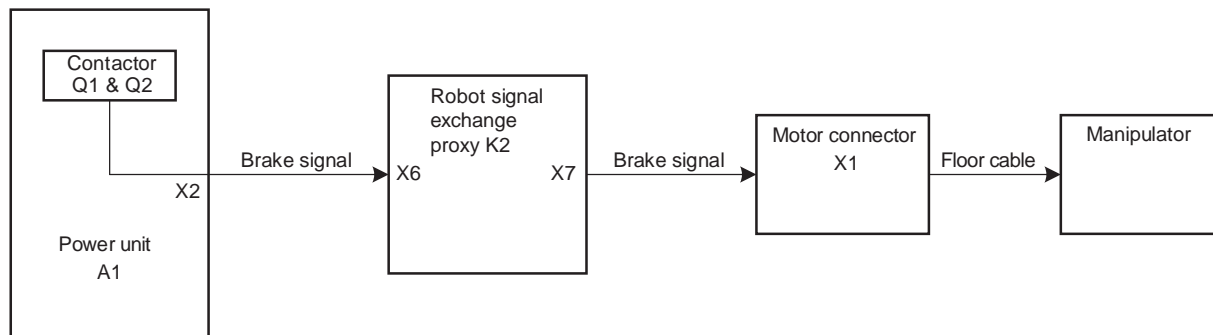 Contactor
Q1 & Q2
X2
Power unit
A1
Brake signal
Robot signal
exchange
proxy K2
X6
X7
Brake signal
Motor connector
X1
Floor cable
Manipulator